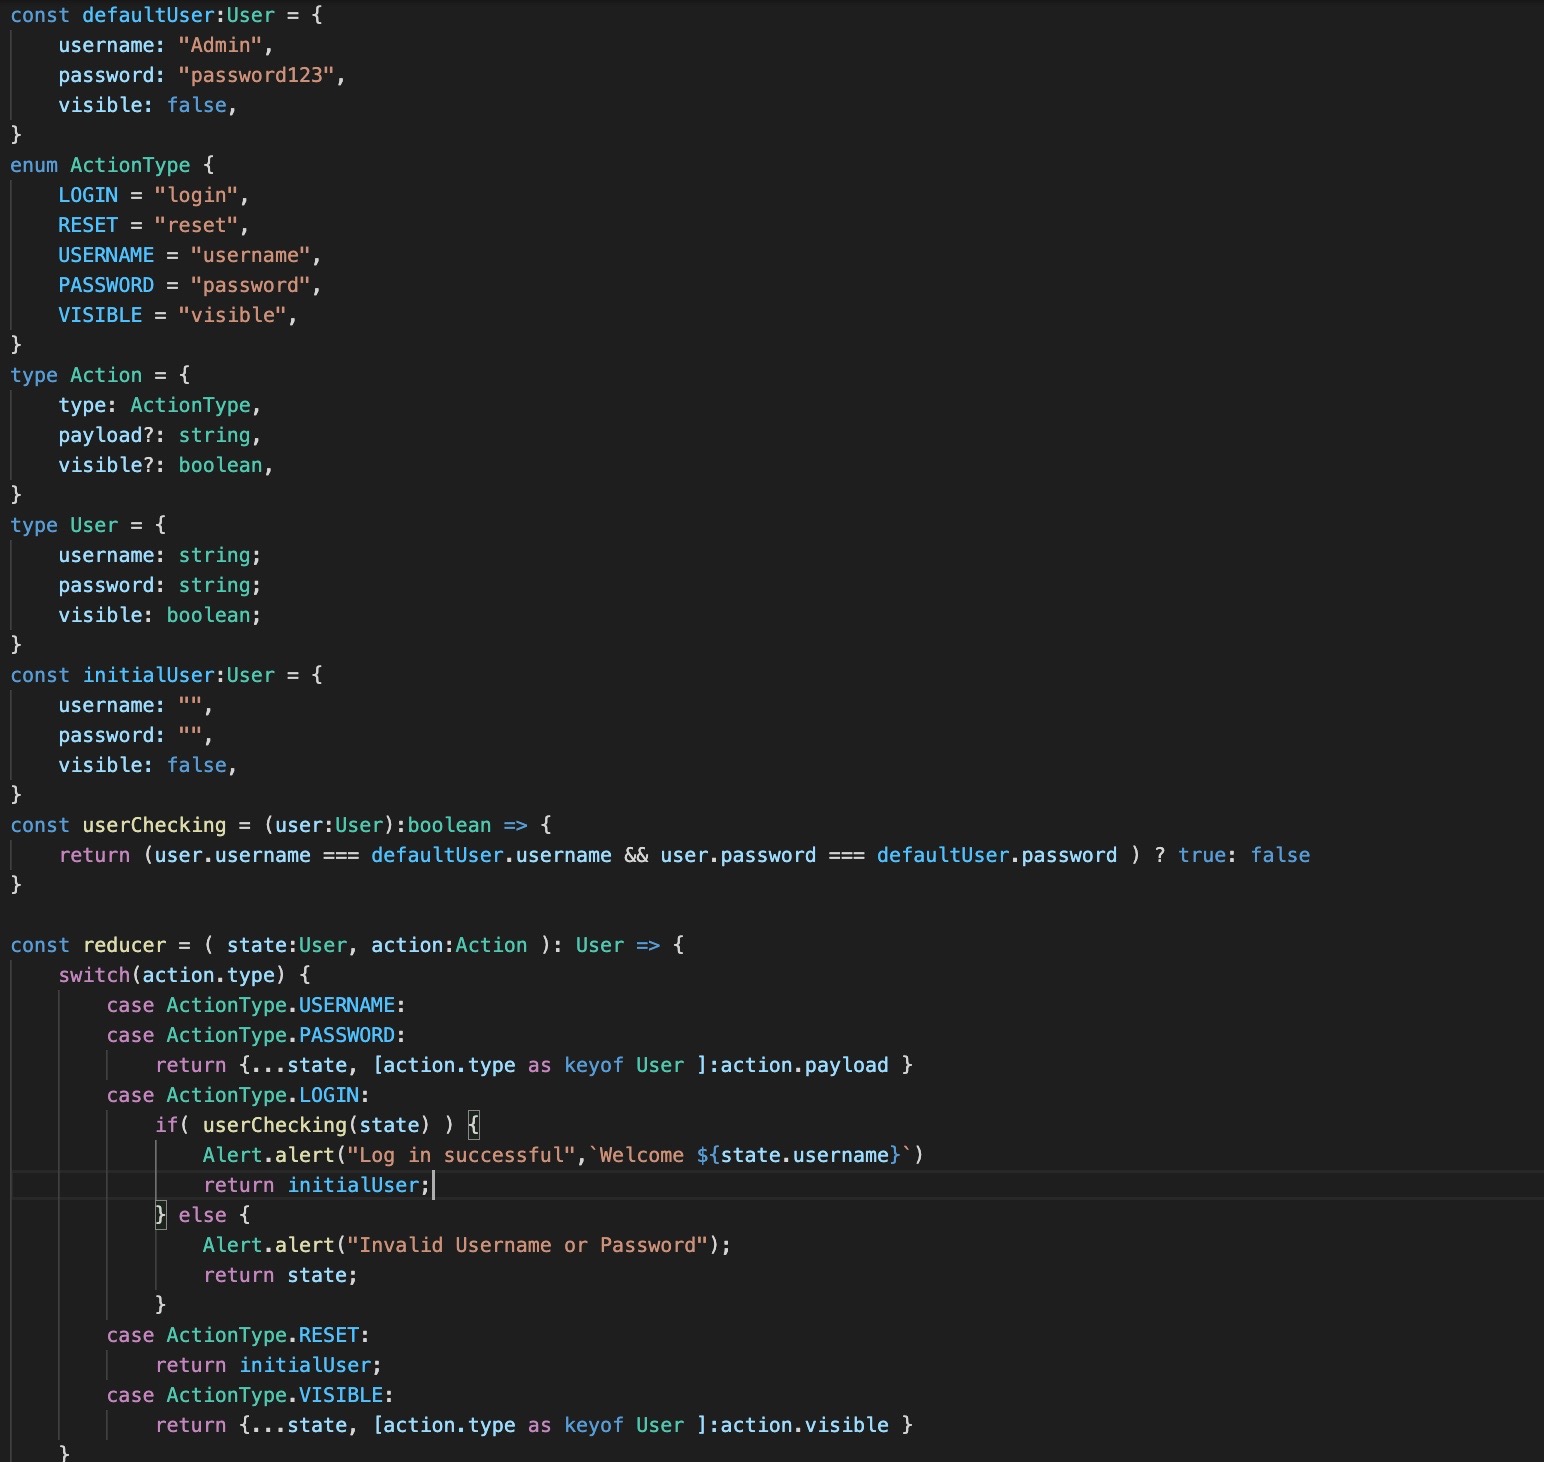 const defaultUser:User = {
    username: "Admin",
    password: "password123",
    visible: false,
}
enum ActionType {
    LOGIN = "login",
    RESET = "reset",
    USERNAME = "username",
    PASSWORD = "password",
    VISIBLE = "visible",
}
type Action = {
    type: ActionType,
    payload?: string,
    visible?: boolean,
}
type User = {
    username: string;
    password: string;
    visible: boolean;
}
const initialUser:User = {
    username: "",
    password: "",
    visible: false,
}
const userChecking = (user:User):boolean => {
    return (user.username === defaultUser.username && user.password === defaultUser.password ) ? true: false
}

const reducer = ( state:User, action:Action ): User => {
    switch(action.type) {
        case ActionType.USERNAME:
        case ActionType.PASSWORD:
            return {...state, [action.type as keyof User ]:action.payload }
        case ActionType.LOGIN:
            if( userChecking(state) ) {
                Alert.alert("Log in successful",`Welcome ${state.username}`)
                return initialUser;
            } else {
                Alert.alert("Invalid Username or Password");
                return state;
            }
        case ActionType.RESET:
            return initialUser;
        case ActionType.VISIBLE:
            return {...state, [action.type as keyof User ]:action.visible }
    }